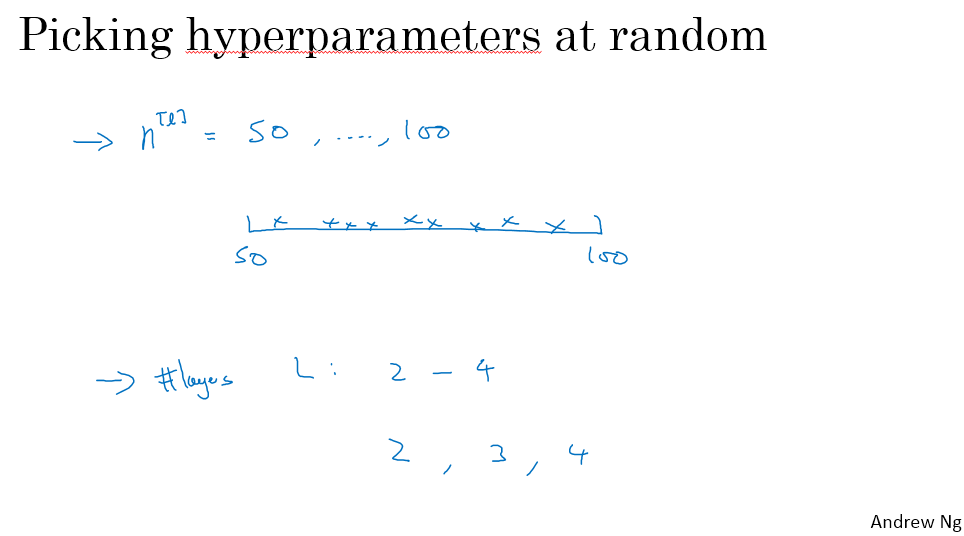 Picking hyperparameters at random
→ n^[l] = 50 , ...., 100
x x x x x x x x x
50 100
→ #layers L : 2 - 4
2 , 3 , 4
Andrew Ng